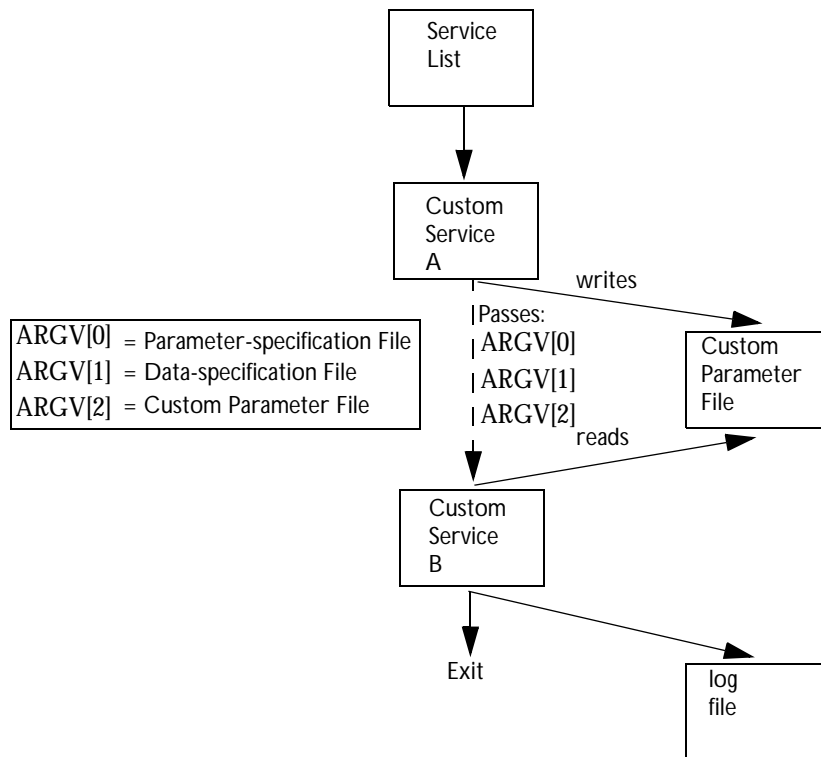 Service
List
Custom
Service
A
writes
Passes:
ARGV[0]
ARGV[1]
ARGV[2]
ARGV[0] = Parameter-specification File
ARGV[1] = Data-specification File
ARGV[2] = Custom Parameter File
Custom
Parameter
File
reads
Custom
Service
B
Exit
log
file